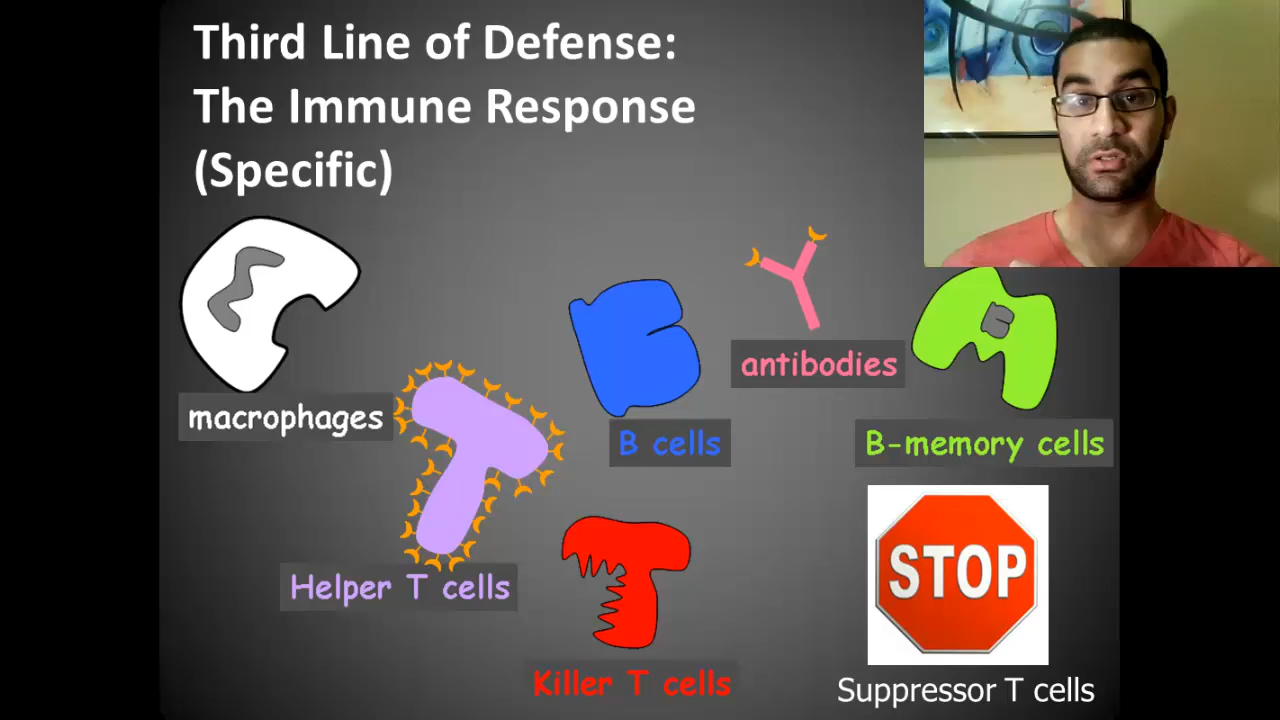 Third Line of Defense:
The Immune Response
(Specific)
macrophages
antibodies
B cells
B-memory cells
Helper T cells
STOP
Killer T cells
Suppressor T cells